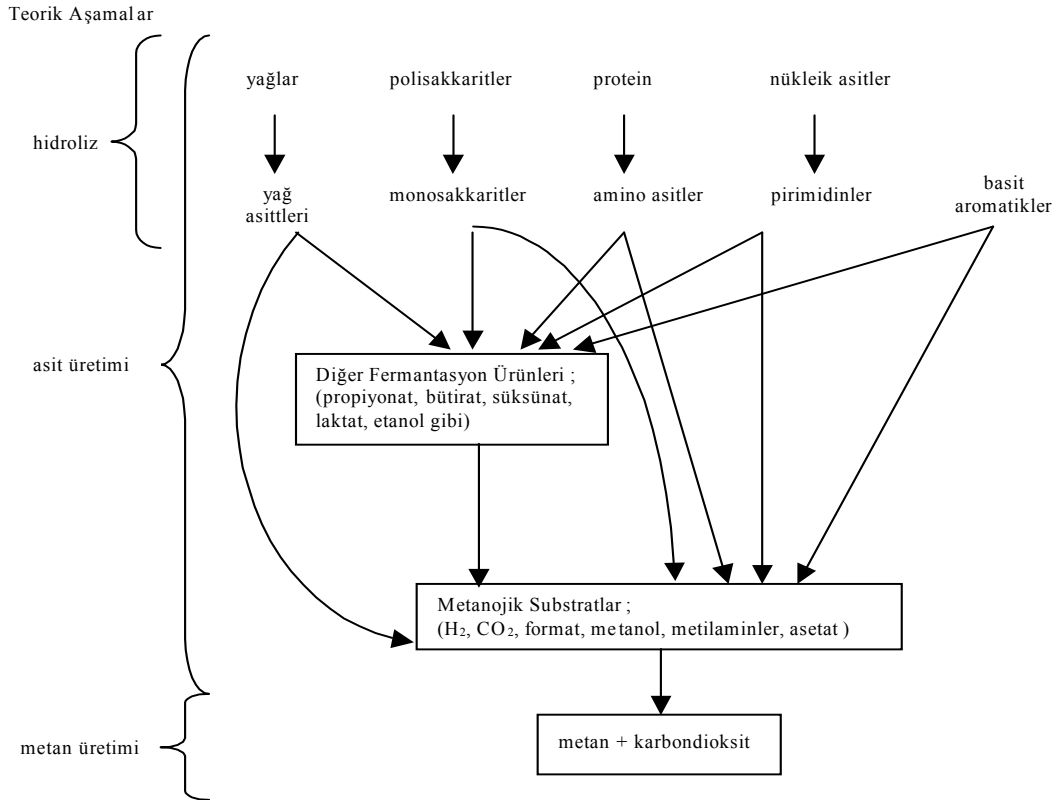 Teorik Aşamalar
yağlar
polisakkaritler
protein
nükleik asitler
hidroliz
yağ
asittleri
monosakkaritler
amino asitler
pirimidinler
basit
aromatikler
asit üretimi
Diğer Fermantasyon Ürünleri ;
(propiyonat, bütirat, süksünat,
laktat, etanol gibi)
Metanojik Substratlar ;
(H₂, CO₂, format, metanol, metilaminler, asetat )
metan üretimi
metan + karbondioksit